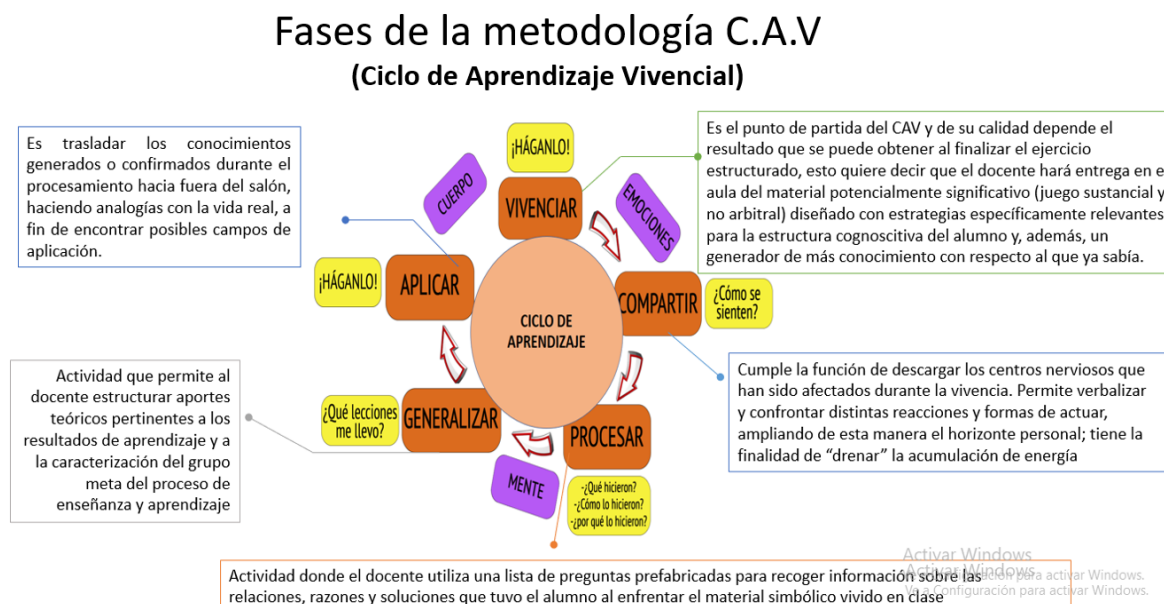 Fases de la metodología C.A.V
(Ciclo de Aprendizaje Vivencial)
Es trasladar los conocimientos
generados o confirmados durante el
procesamiento hacia fuera del salón,
haciendo analogías con la vida real, a
fin de encontrar posibles campos de
aplicación.
¡HÁGANLO!
VIVENCIAR
CUERPO
EMOCIONES
Es el punto de partida del CAV y de su calidad depende el
resultado que se puede obtener al finalizar el ejercicio
estructurado, esto quiere decir que el docente hará entrega en e
aula del material potencialmente significativo (juego sustancial y
no arbitral) diseñado con estrategias específicamente relevantes
para la estructura cognoscitiva del alumno y, además, un
generador de más conocimiento con respecto al que ya sabía.
¡HÁGANLO!
APLICAR
COMPARTIR
¿Cómo se
sienten?
CICLO DE
APRENDIZAJE
Cumple la función de descargar los centros nerviosos que
han sido afectados durante la vivencia. Permite verbalizar
y confrontar distintas reacciones y formas de actuar,
ampliando de esta manera el horizonte personal; tiene la
finalidad de “drenar” la acumulación de energía
Actividad que permite al
docente estructurar aportes
teóricos pertinentes a los
resultados de aprendizaje y a
la caracterización del grupo
meta del proceso de
enseñanza y aprendizaje
¿Qué lecciones
me llevo?
GENERALIZAR
PROCESAR
MENTE
-¿Qué hicieron?
-¿Cómo lo hicieron?
-¿por qué lo hicieron?
Actividad donde el docente utiliza una lista de preguntas prefabricadas para recoger información sobre las
relaciones, razones y soluciones que tuvo el alumno al enfrentar el material simbólico vivido en clase
Activar Windows
Activar Windows
para activar Windows.
Ve a Configuración para activar Windows.